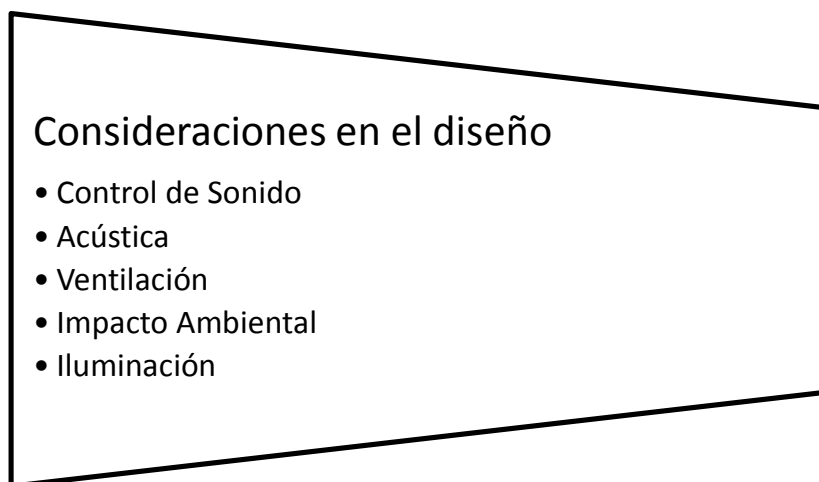 Consideraciones en el diseño
• Control de Sonido
• Acústica
• Ventilación
• Impacto Ambiental
• Iluminación